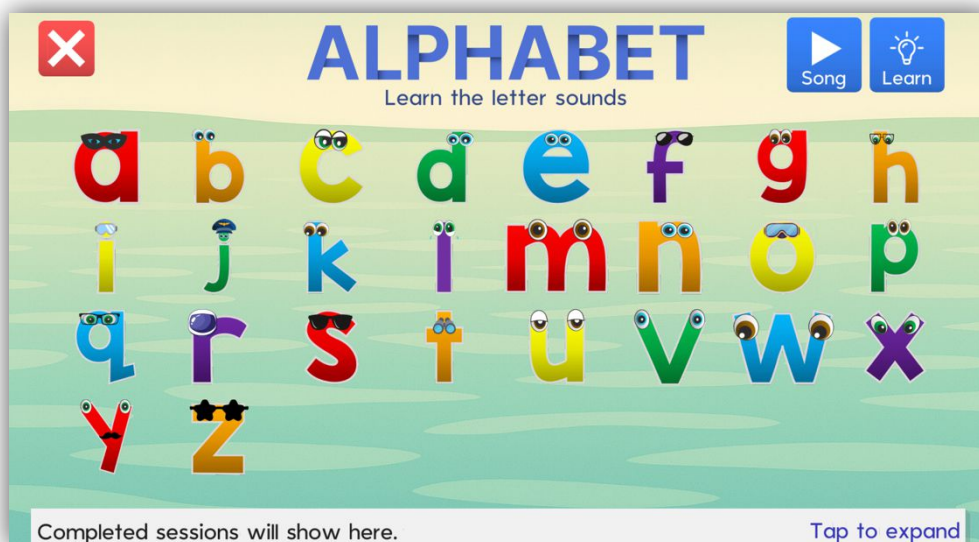 ALPHABET
Song
Learn
Learn the letter sounds
a b c d e f g h
i j k l m n o p
q r s t u v w x
y z
Completed sessions will show here.
Tap to expand